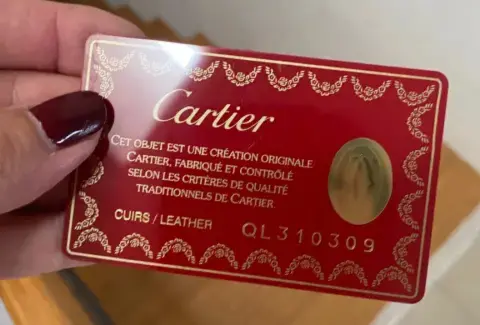 Cartier
CET OBJET EST UNE CRÉATION ORIGINALE
CARTIER, FABRIQUÉ ET CONTRÔLÉ
SELON LES CRITÈRES DE QUALITÉ
TRADITIONNELS DE CARTIER
CUIRS / LEATHER
QL310309